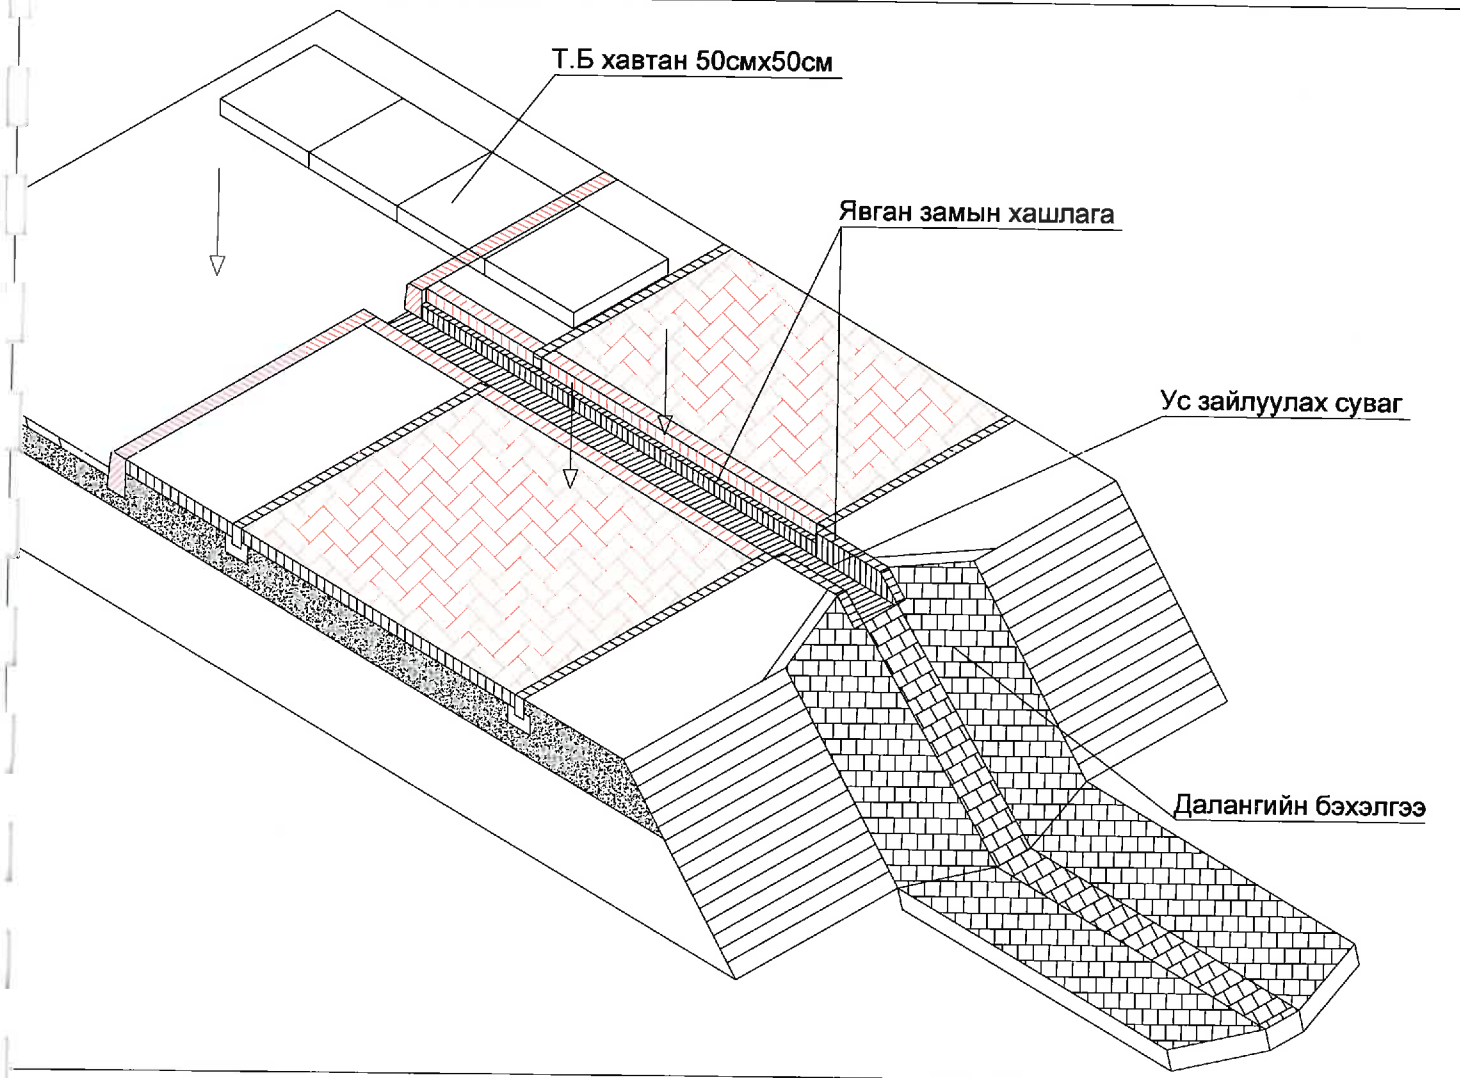 Т.Б хавтан 50смх50см
Явган замын хашлага
Ус зайлуулах суваг
Далангийн бэхэлгээ